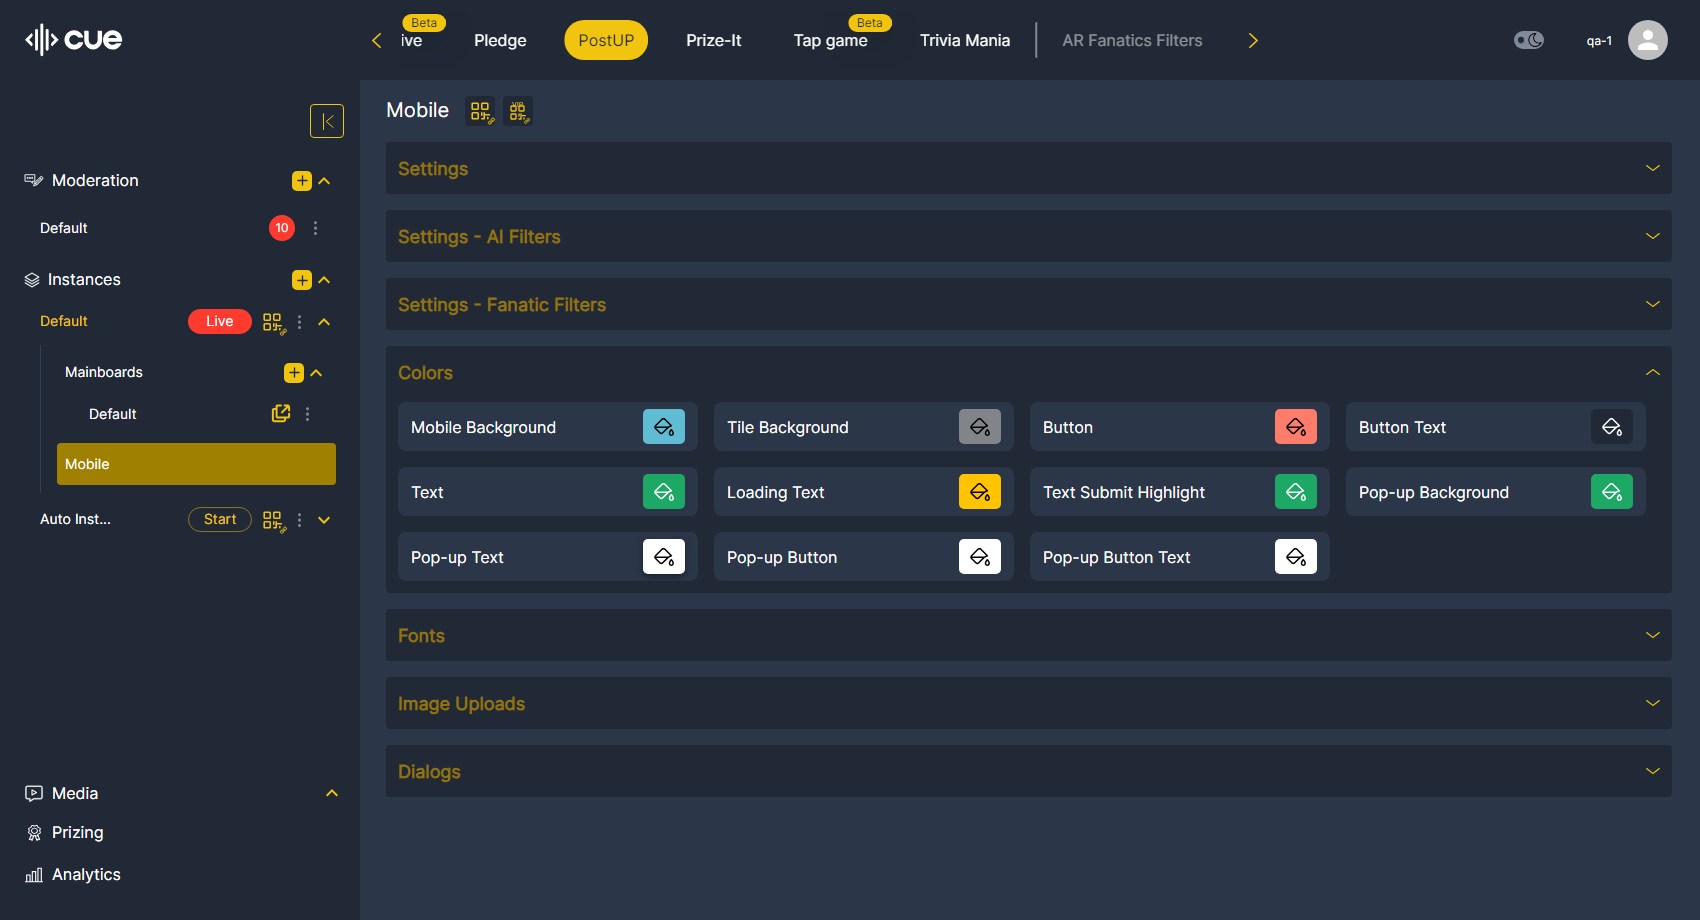 cue
Beta
ive
Pledge
PostUP
Prize-It
Beta
Tap game
Trivia Mania
AR Fanatics Filters
qa-1
Moderation
Default
10
Instances
Default
Live
Mainboards
Default
Mobile
Auto Inst...
Start
Media
Prizing
Analytics
Mobile
Settings
Settings - AI Filters
Settings - Fanatic Filters
Colors
Mobile Background
Tile Background
Button
Button Text
Text
Loading Text
Text Submit Highlight
Pop-up Background
Pop-up Text
Pop-up Button
Pop-up Button Text
Fonts
Image Uploads
Dialogs